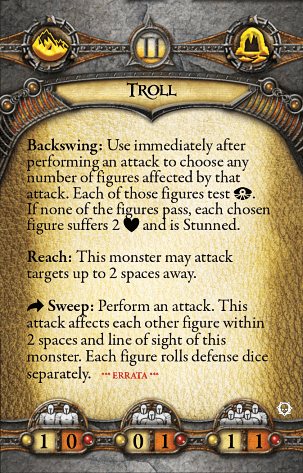 II
TROLL
Backswing: Use immediately after
performing an attack to choose any
number of figures affected by that
attack. Each of those figures test.
If none of the figures pass, each chosen
figure suffers 2 and is Stunned.
Reach: This monster may attack
targets up to 2 spaces away.
Sweep: Perform an attack. This
attack affects each other figure within
2 spaces and line of sight of this
monster. Each figure rolls defense dice
separately. *** ERRATA ***
1 0 0 1 1 1